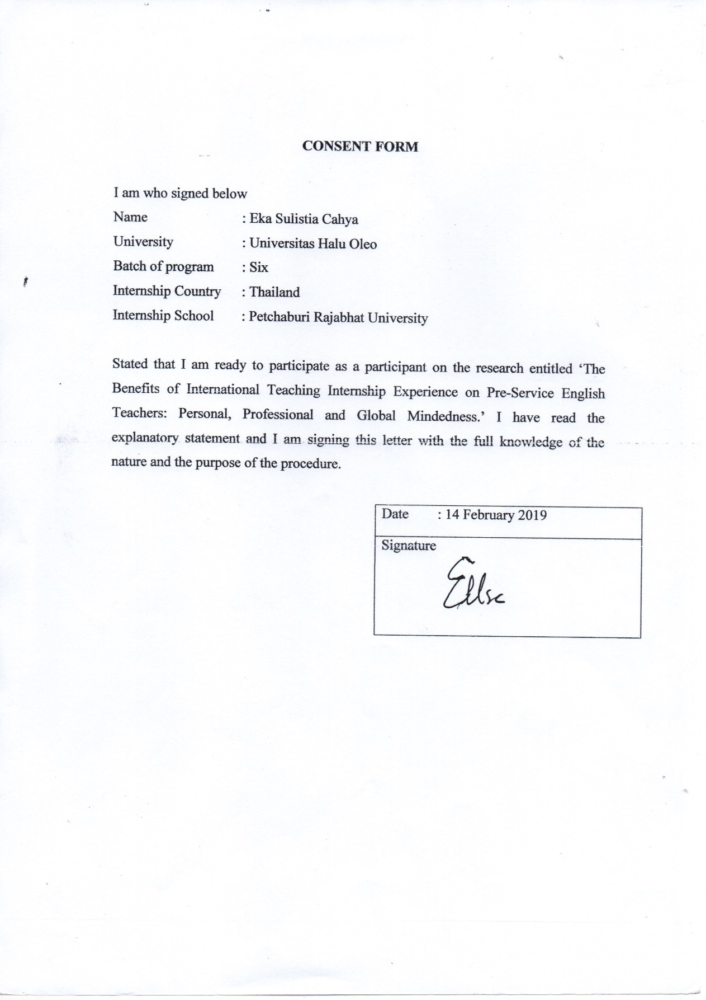 CONSENT FORM
I am who signed below
Name : Eka Sulistia Cahya
University : Universitas Halu Oleo
Batch of program : Six
Internship Country : Thailand
Internship School : Petchaburi Rajabhat University
Stated that I am ready to participate as a participant on the research entitled ‘The
Benefits of International Teaching Internship Experience on Pre-Service English
Teachers: Personal, Professional and Global Mindedness.’ I have read the
explanatory statement and I am signing this letter with the full knowledge of the
nature and the purpose of the procedure.
Date : 14 February 2019
Signature